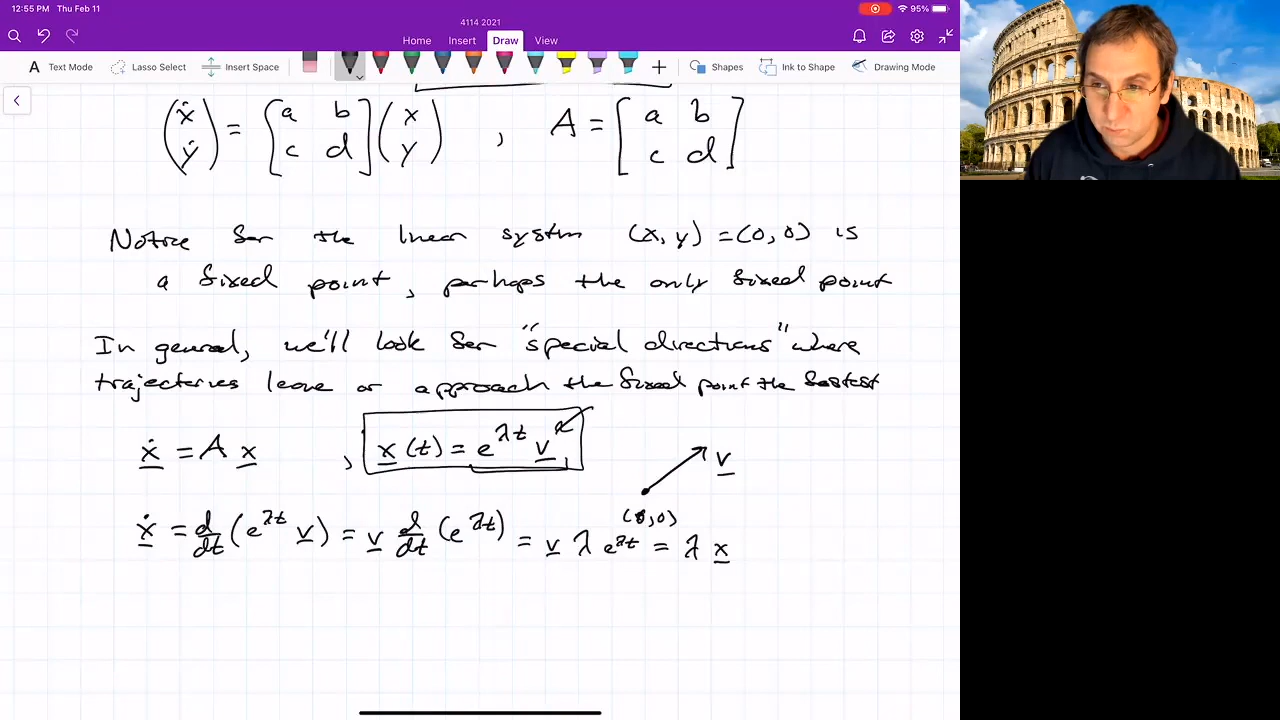 12:55 PM Thu Feb 11
95%
4114 2021
Home Insert Draw View
A Text Mode Lasso Select Insert Space + Shapes Ink to Shape Drawing Mode
(ẋ ẏ) = [a b c d] (x y) , A = [a b c d]
Notice for the linear system (x, y) = (0, 0) is
a fixed point, perhaps the only fixed point
In general, we'll look for "special directions" where
trajectories leave or approach the fixed point the fastest
ẋ = A x , x(t) = e^{λt} v
v
(0,0)
ẋ = d/dt (e^{λt} v) = v d/dt (e^{λt}) = v λ e^{λt} = λ x